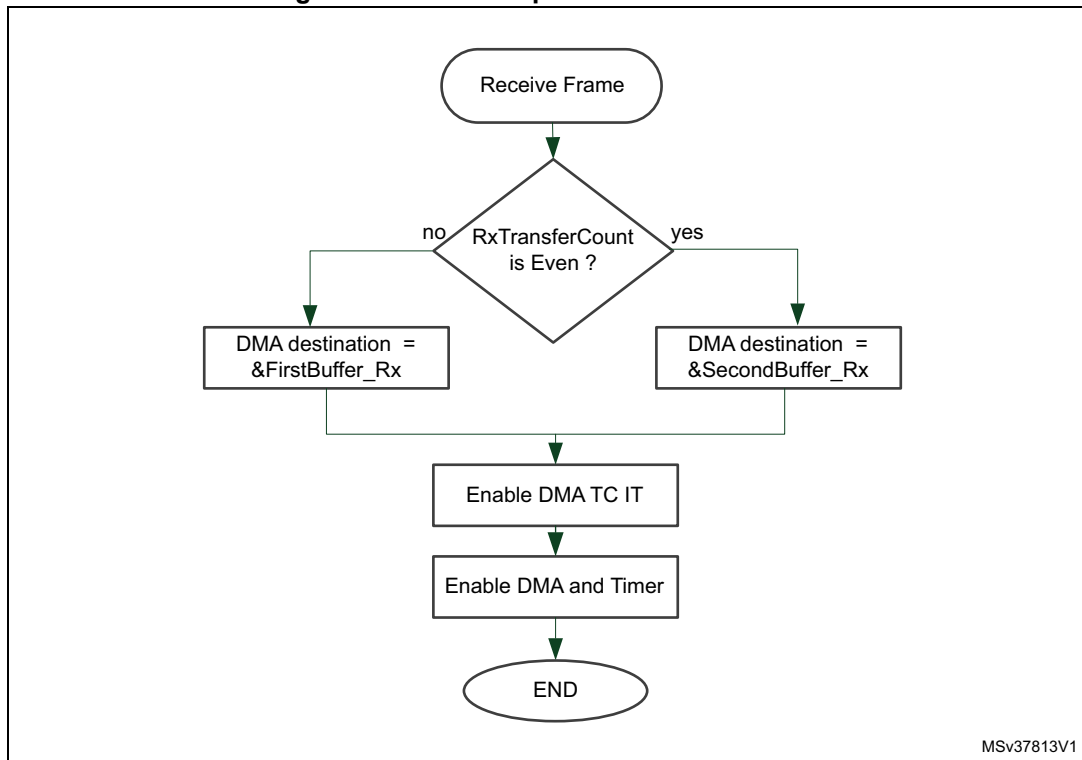 Receive Frame
no
RxTransferCount
yes
is Even ?
DMA destination =
&FirstBuffer_Rx
DMA destination =
&SecondBuffer_Rx
Enable DMA TC IT
Enable DMA and Timer
END
MSv37813V1